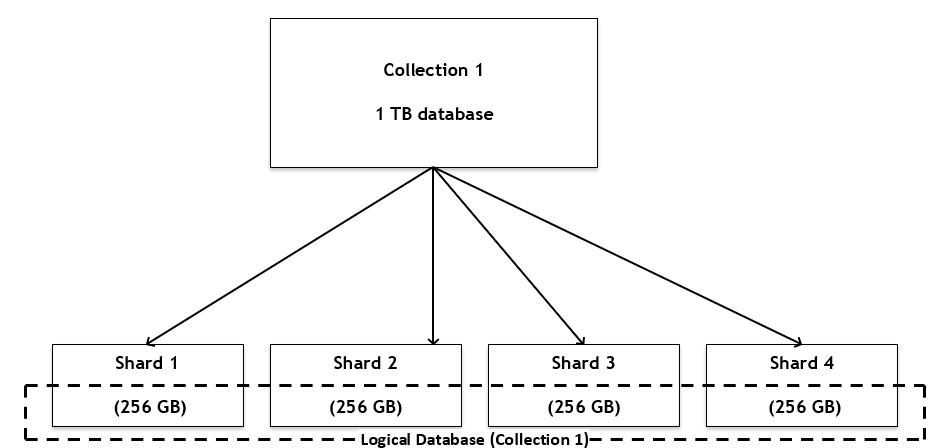 Collection 1
1 TB database
Shard 1
Shard 2
Shard 3
Shard 4
(256 GB)
(256 GB)
(256 GB)
(256 GB)
Logical Database (Collection 1)